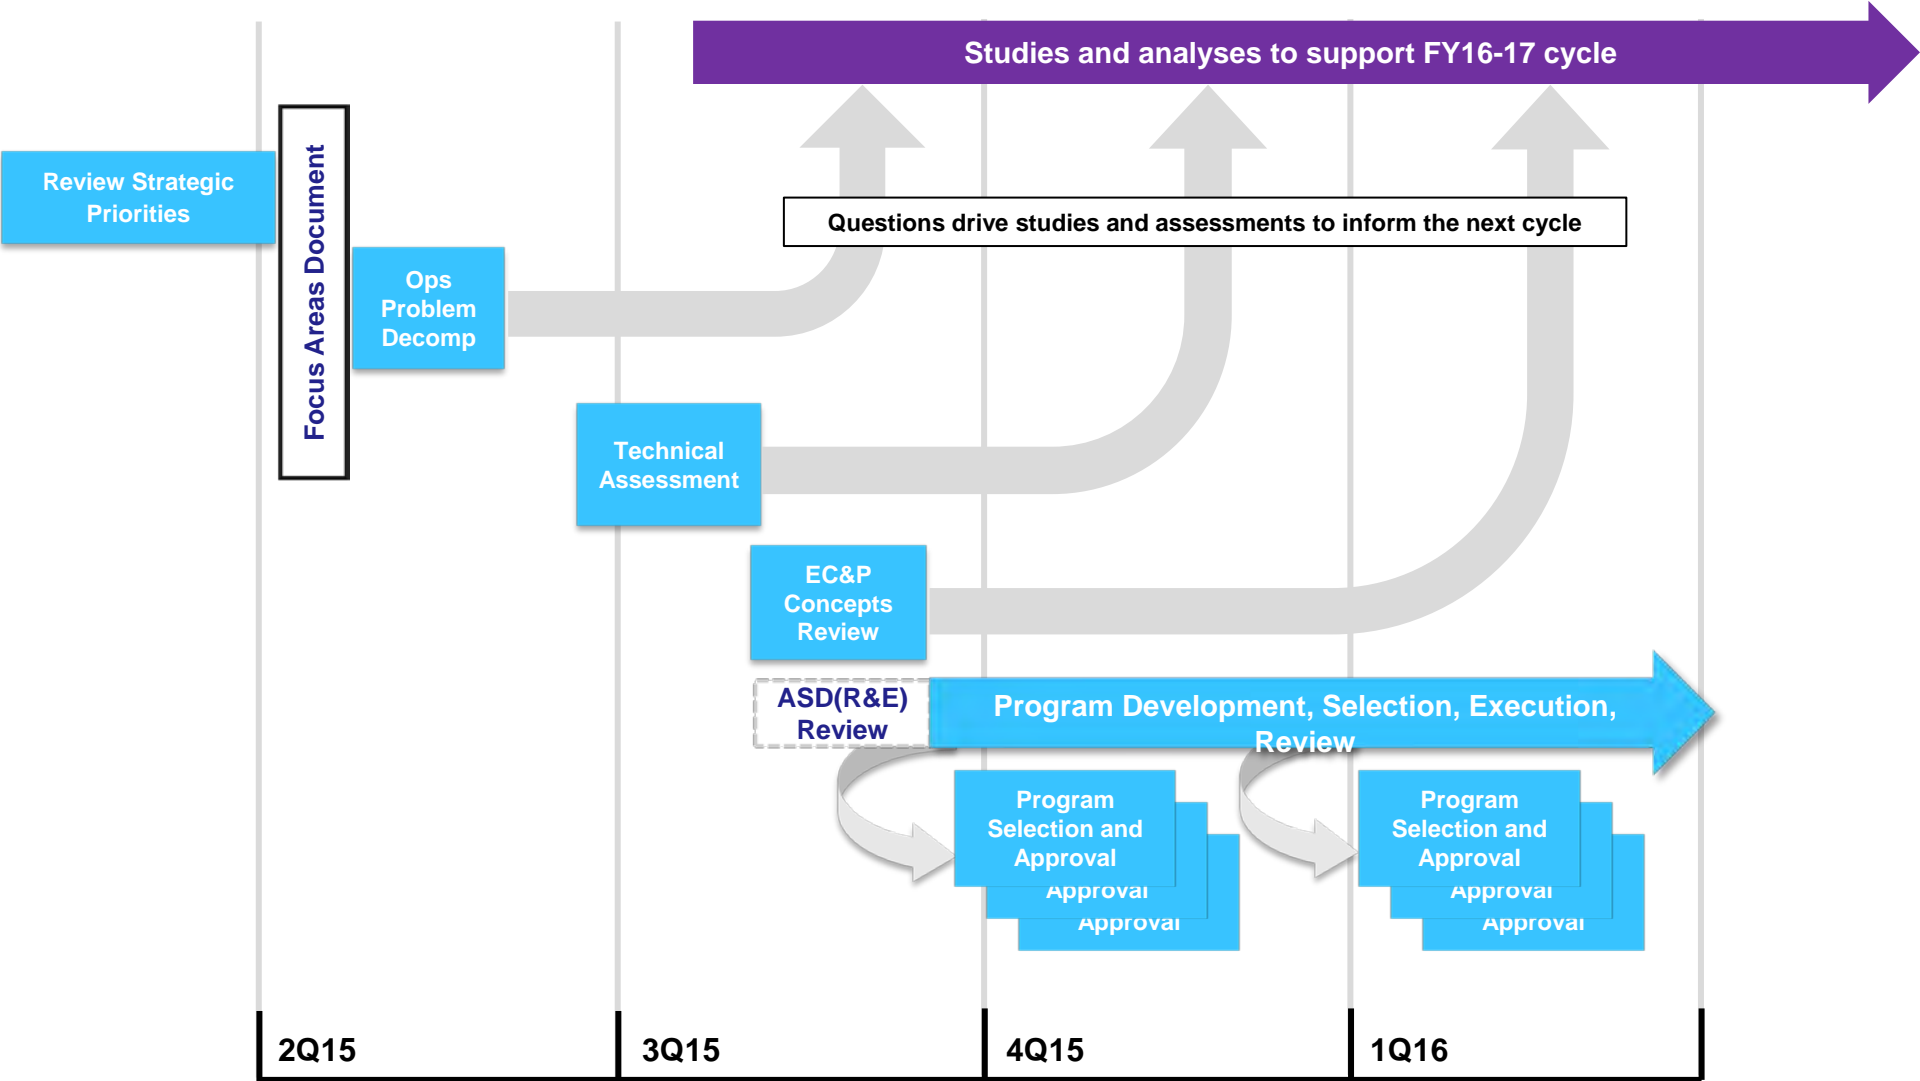 Studies and analyses to support FY16-17 cycle
Review Strategic
Priorities
Focus Areas Document
Questions drive studies and assessments to inform the next cycle
Ops
Problem
Decomp
Technical
Assessment
EC&P
Concepts
Review
ASD(R&E)
Review
Program Development, Selection, Execution,
Review
Program
Selection and
Approval
Approval
Approval
Program
Selection and
Approval
Approval
Approval
2Q15
3Q15
4Q15
1Q16